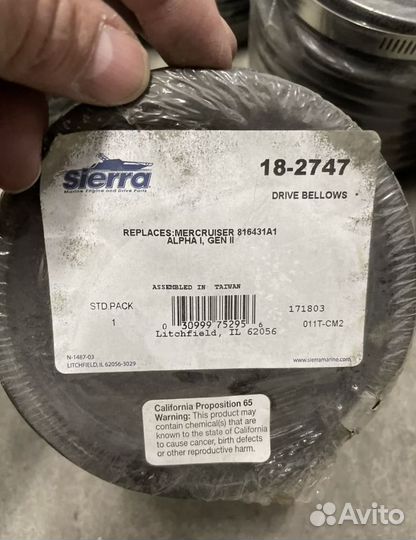 Sierra
Marine Engine and Drive Parts
18-2747
DRIVE BELLOWS
REPLACES:MERCRUISER 816431A1
ALPHA I, GEN II
ASSEMBLED IN TAIWAN
STD.PACK
1
0 30999 75295 6
Litchfield, IL 62056
171803
011T-CM2
N-1487-03
LITCHFIELD, IL 62056-3029
www.sierramarine.com
California Proposition 65
Warning: This product may
contain chemical(s) that are
known to the state of California
to cause cancer, birth defects
or other reproductive harm.
Avito